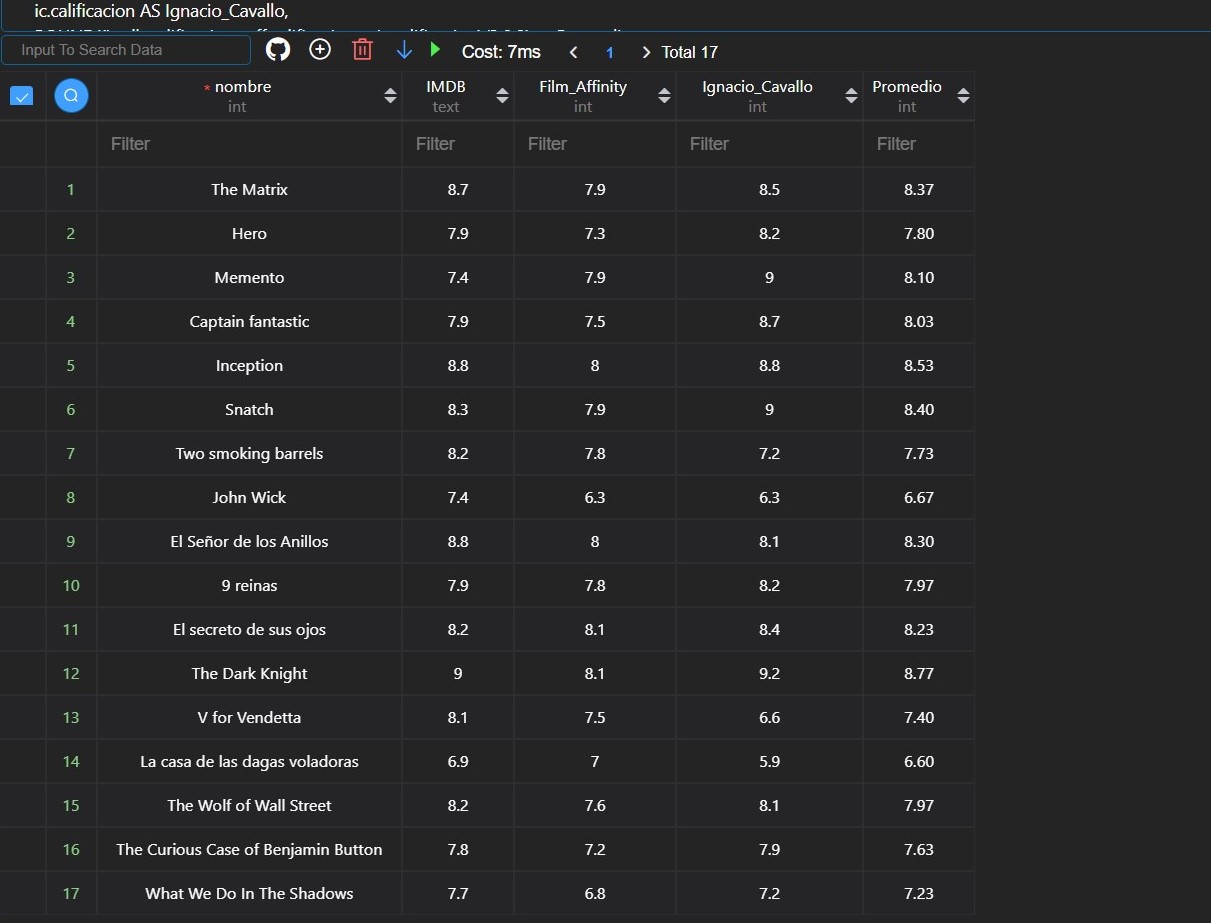 ic.calificacion AS Ignacio_Cavallo,
Input To Search Data Cost: 7ms < 1 > Total 17
* nombre IMDB Film_Affinity Ignacio_Cavallo Promedio
int text int int int
Filter Filter Filter Filter Filter
1 The Matrix 8.7 7.9 8.5 8.37
2 Hero 7.9 7.3 8.2 7.80
3 Memento 7.4 7.9 9 8.10
4 Captain fantastic 7.9 7.5 8.7 8.03
5 Inception 8.8 8 8.8 8.53
6 Snatch 8.3 7.9 9 8.40
7 Two smoking barrels 8.2 7.8 7.2 7.73
8 John Wick 7.4 6.3 6.3 6.67
9 El Señor de los Anillos 8.8 8 8.1 8.30
10 9 reinas 7.9 7.8 8.2 7.97
11 El secreto de sus ojos 8.2 8.1 8.4 8.23
12 The Dark Knight 9 8.1 9.2 8.77
13 V for Vendetta 8.1 7.5 6.6 7.40
14 La casa de las dagas voladoras 6.9 7 5.9 6.60
15 The Wolf of Wall Street 8.2 7.6 8.1 7.97
16 The Curious Case of Benjamin Button 7.8 7.2 7.9 7.63
17 What We Do In The Shadows 7.7 6.8 7.2 7.23